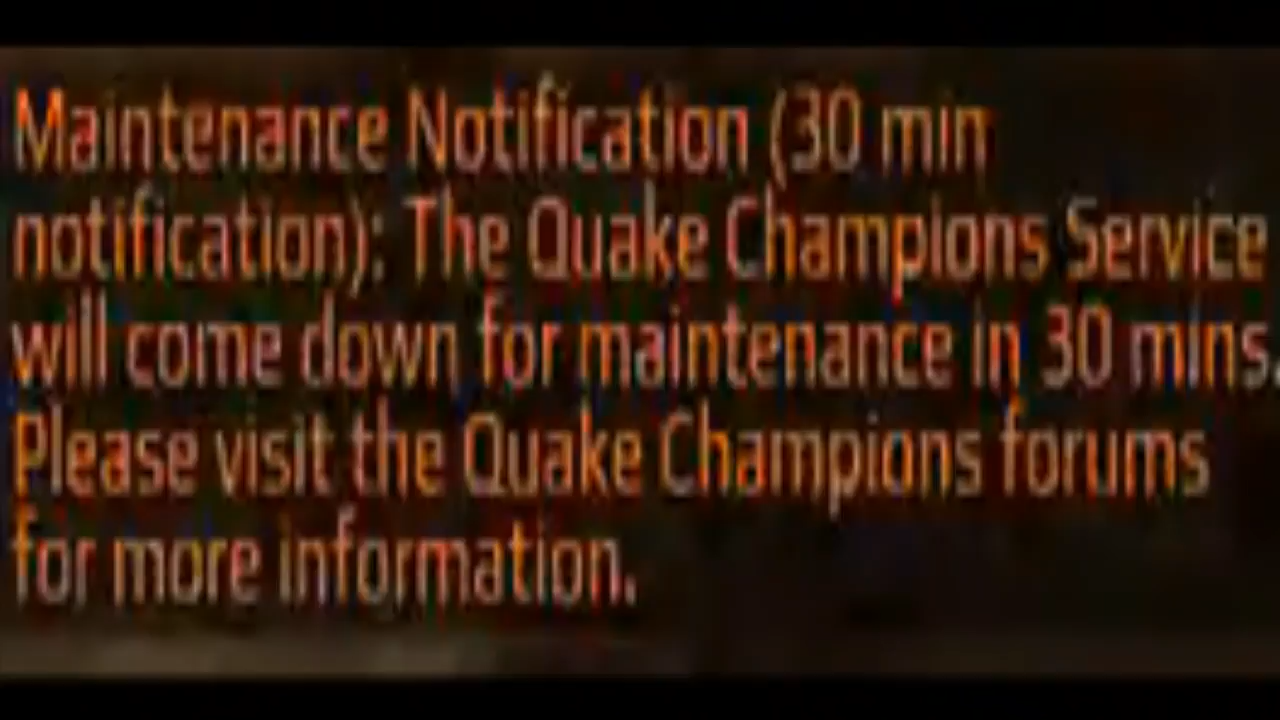 Maintenance Notification (30 min
notification): The Quake Champions Service
will come down for maintenance in 30 mins.
Please visit the Quake Champions forums
for more information.